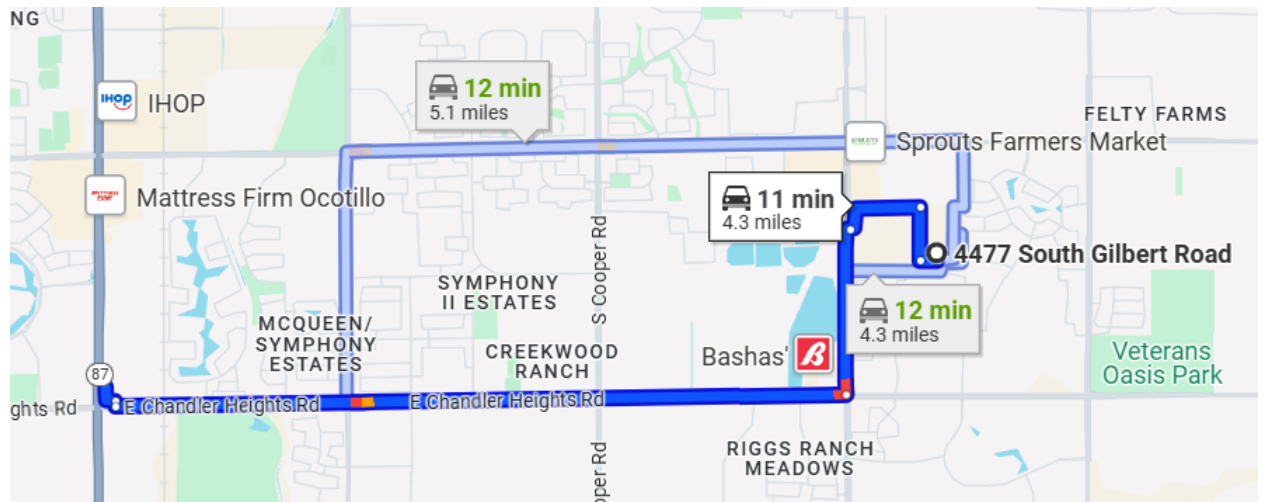 NG
12 min
5.1 miles
IHOP
IHOP
FELTY FARMS
SPROUTS
Sprouts Farmers Market
MATTRESS FIRM
Mattress Firm Ocotillo
11 min
4.3 miles
S Cooper Rd
4477 South Gilbert Road
SYMPHONY
II ESTATES
12 min
4.3 miles
MCQUEEN/
SYMPHONY
ESTATES
CREEKWOOD
RANCH
Bashas'
B
Veterans
Oasis Park
87
ghts Rd
E Chandler Heights Rd
E Chandler Heights Rd
RIGGS RANCH
MEADOWS
oper Rd